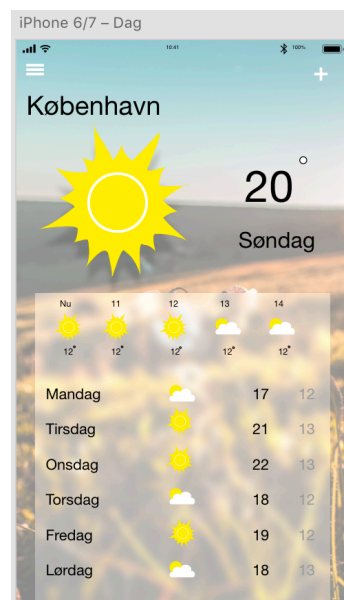 iPhone 6/7 – Dag
10.41 100%
København
20°
Søndag
Nu 11 12 13 14
12° 12° 12° 12° 12°
Mandag 17 12
Tirsdag 21 13
Onsdag 22 13
Torsdag 18 12
Fredag 19 12
Lørdag 18 13